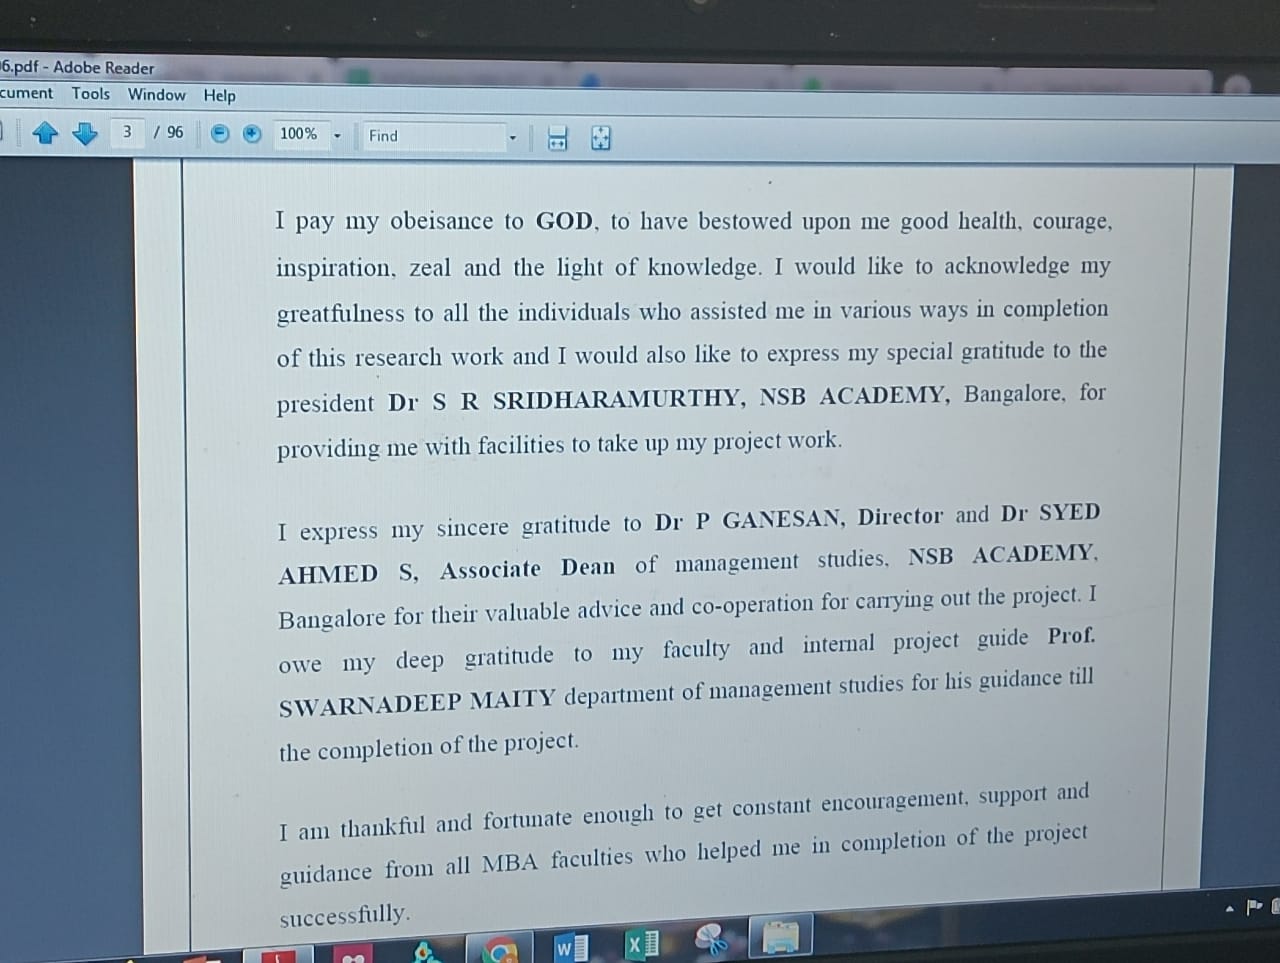 6.pdf - Adobe Reader
cument Tools Window Help
3 / 96 100% Find
I pay my obeisance to GOD, to have bestowed upon me good health, courage,
inspiration, zeal and the light of knowledge. I would like to acknowledge my
greatfulness to all the individuals who assisted me in various ways in completion
of this research work and I would also like to express my special gratitude to the
president Dr S R SRIDHARAMURTHY, NSB ACADEMY, Bangalore, for
providing me with facilities to take up my project work.
I express my sincere gratitude to Dr P GANESAN, Director and Dr SYED
AHMED S, Associate Dean of management studies, NSB ACADEMY,
Bangalore for their valuable advice and co-operation for carrying out the project. I
owe my deep gratitude to my faculty and internal project guide Prof.
SWARNADEEP MAITY department of management studies for his guidance till
the completion of the project.
I am thankful and fortunate enough to get constant encouragement, support and
guidance from all MBA faculties who helped me in completion of the project
successfully.